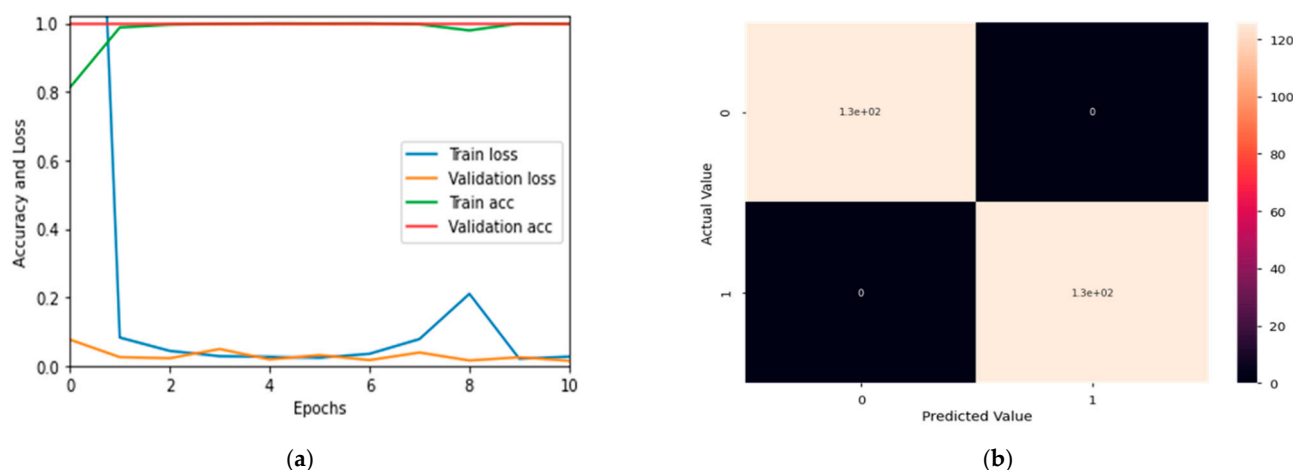 1.0
0.8
0.6
0.4
0.2
0.0
Accuracy and Loss
Train loss
Validation loss
Train acc
Validation acc
0 2 4 6 8 10
Epochs
(a)
Actual Value
0
1
1.3e+02 0
0 1.3e+02
0 1
Predicted Value
120
100
80
60
40
20
0
(b)